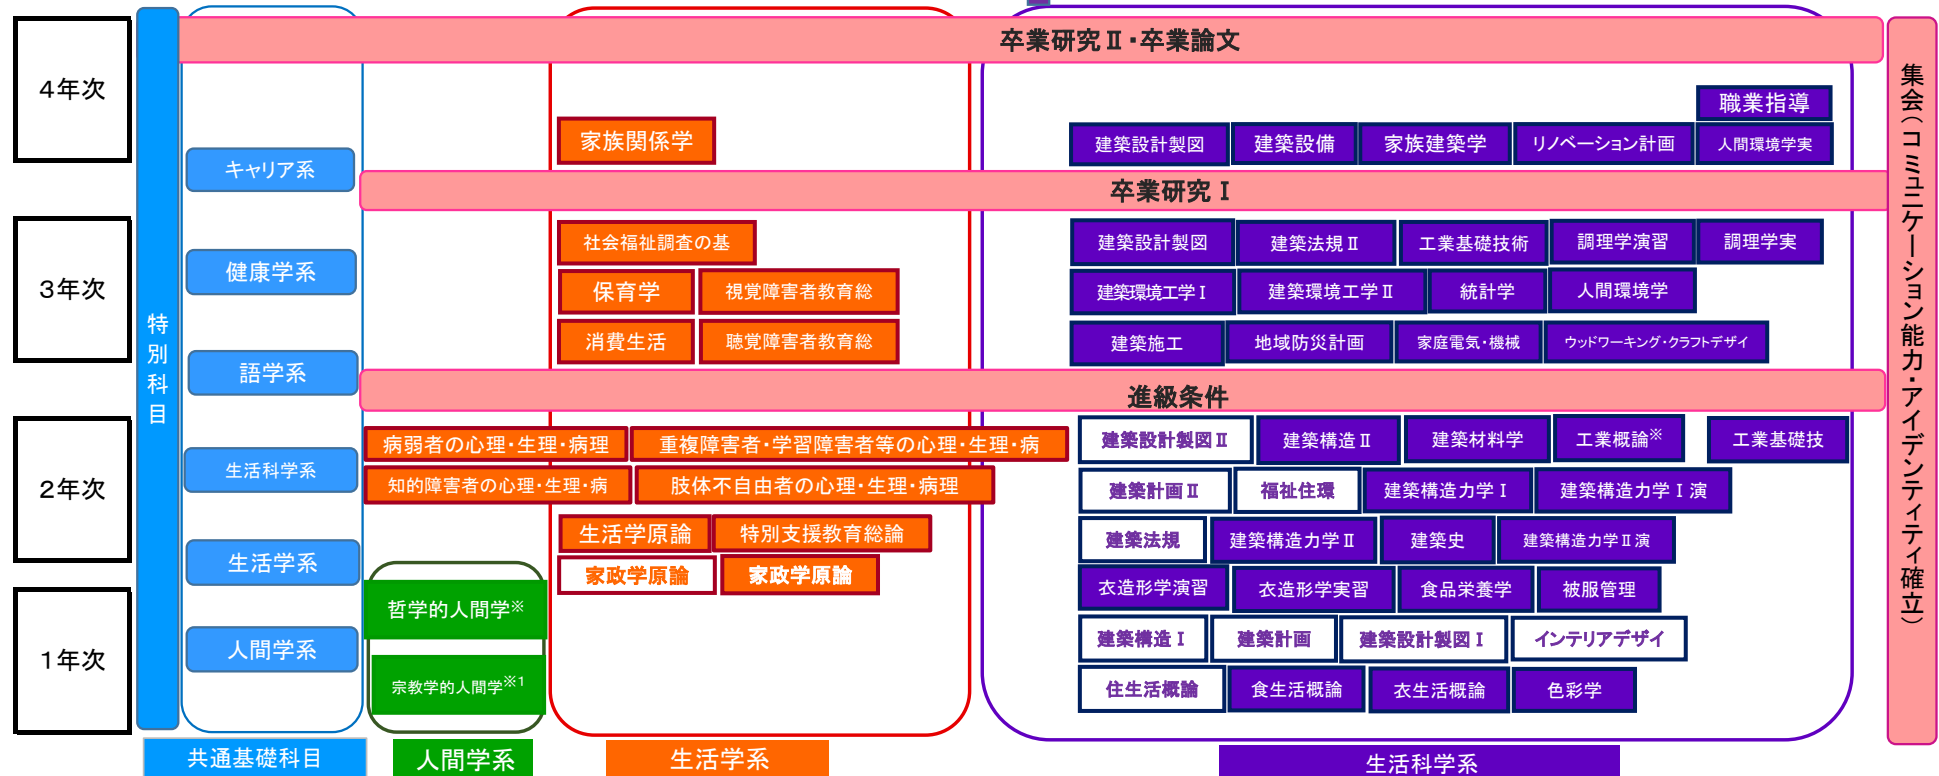 卒業研究Ⅱ・卒業論文
4年次
職業指導
家族関係学
建築設計製図
建築設備
家族建築学
リノベーション計画
人間環境学実
キャリア系
卒業研究Ⅰ
3年次
社会福祉調査の基
建築設計製図
建築法規Ⅱ
工業基礎技術
調理学演習
調理学実
健康学系
保育学
視覚障害者教育総
建築環境工学Ⅰ
建築環境工学Ⅱ
統計学
人間環境学
消費生活
聴覚障害者教育総
建築施工
地域防災計画
家庭電気・機械
ウッドワーキング・クラフトデザイ
語学系
進級条件
2年次
病弱者の心理・生理・病理
重複障害者・学習障害者等の心理・生理・病
建築設計製図Ⅱ
建築構造Ⅱ
建築材料学
工業概論※
工業基礎技
生活科学系
知的障害者の心理・生理・病
肢体不自由者の心理・生理・病理
建築計画Ⅱ
福祉住環
建築構造力学Ⅰ
建築構造力学Ⅰ演
生活学原論
特別支援教育総論
建築法規
建築構造力学Ⅱ
建築史
建築構造力学Ⅱ演
生活学系
家政学原論
家政学原論
衣造形学演習
衣造形学実習
食品栄養学
被服管理
1年次
哲学的人間学※
人間学系
建築構造Ⅰ
建築計画
建築設計製図Ⅰ
インテリアデザイ
宗教学的人間学※1
住生活概論
食生活概論
衣生活概論
色彩学
特別科目
集会(コミュニケーション能力・アイデンティティ確立)
共通基礎科目
人間学系
生活学系
生活科学系